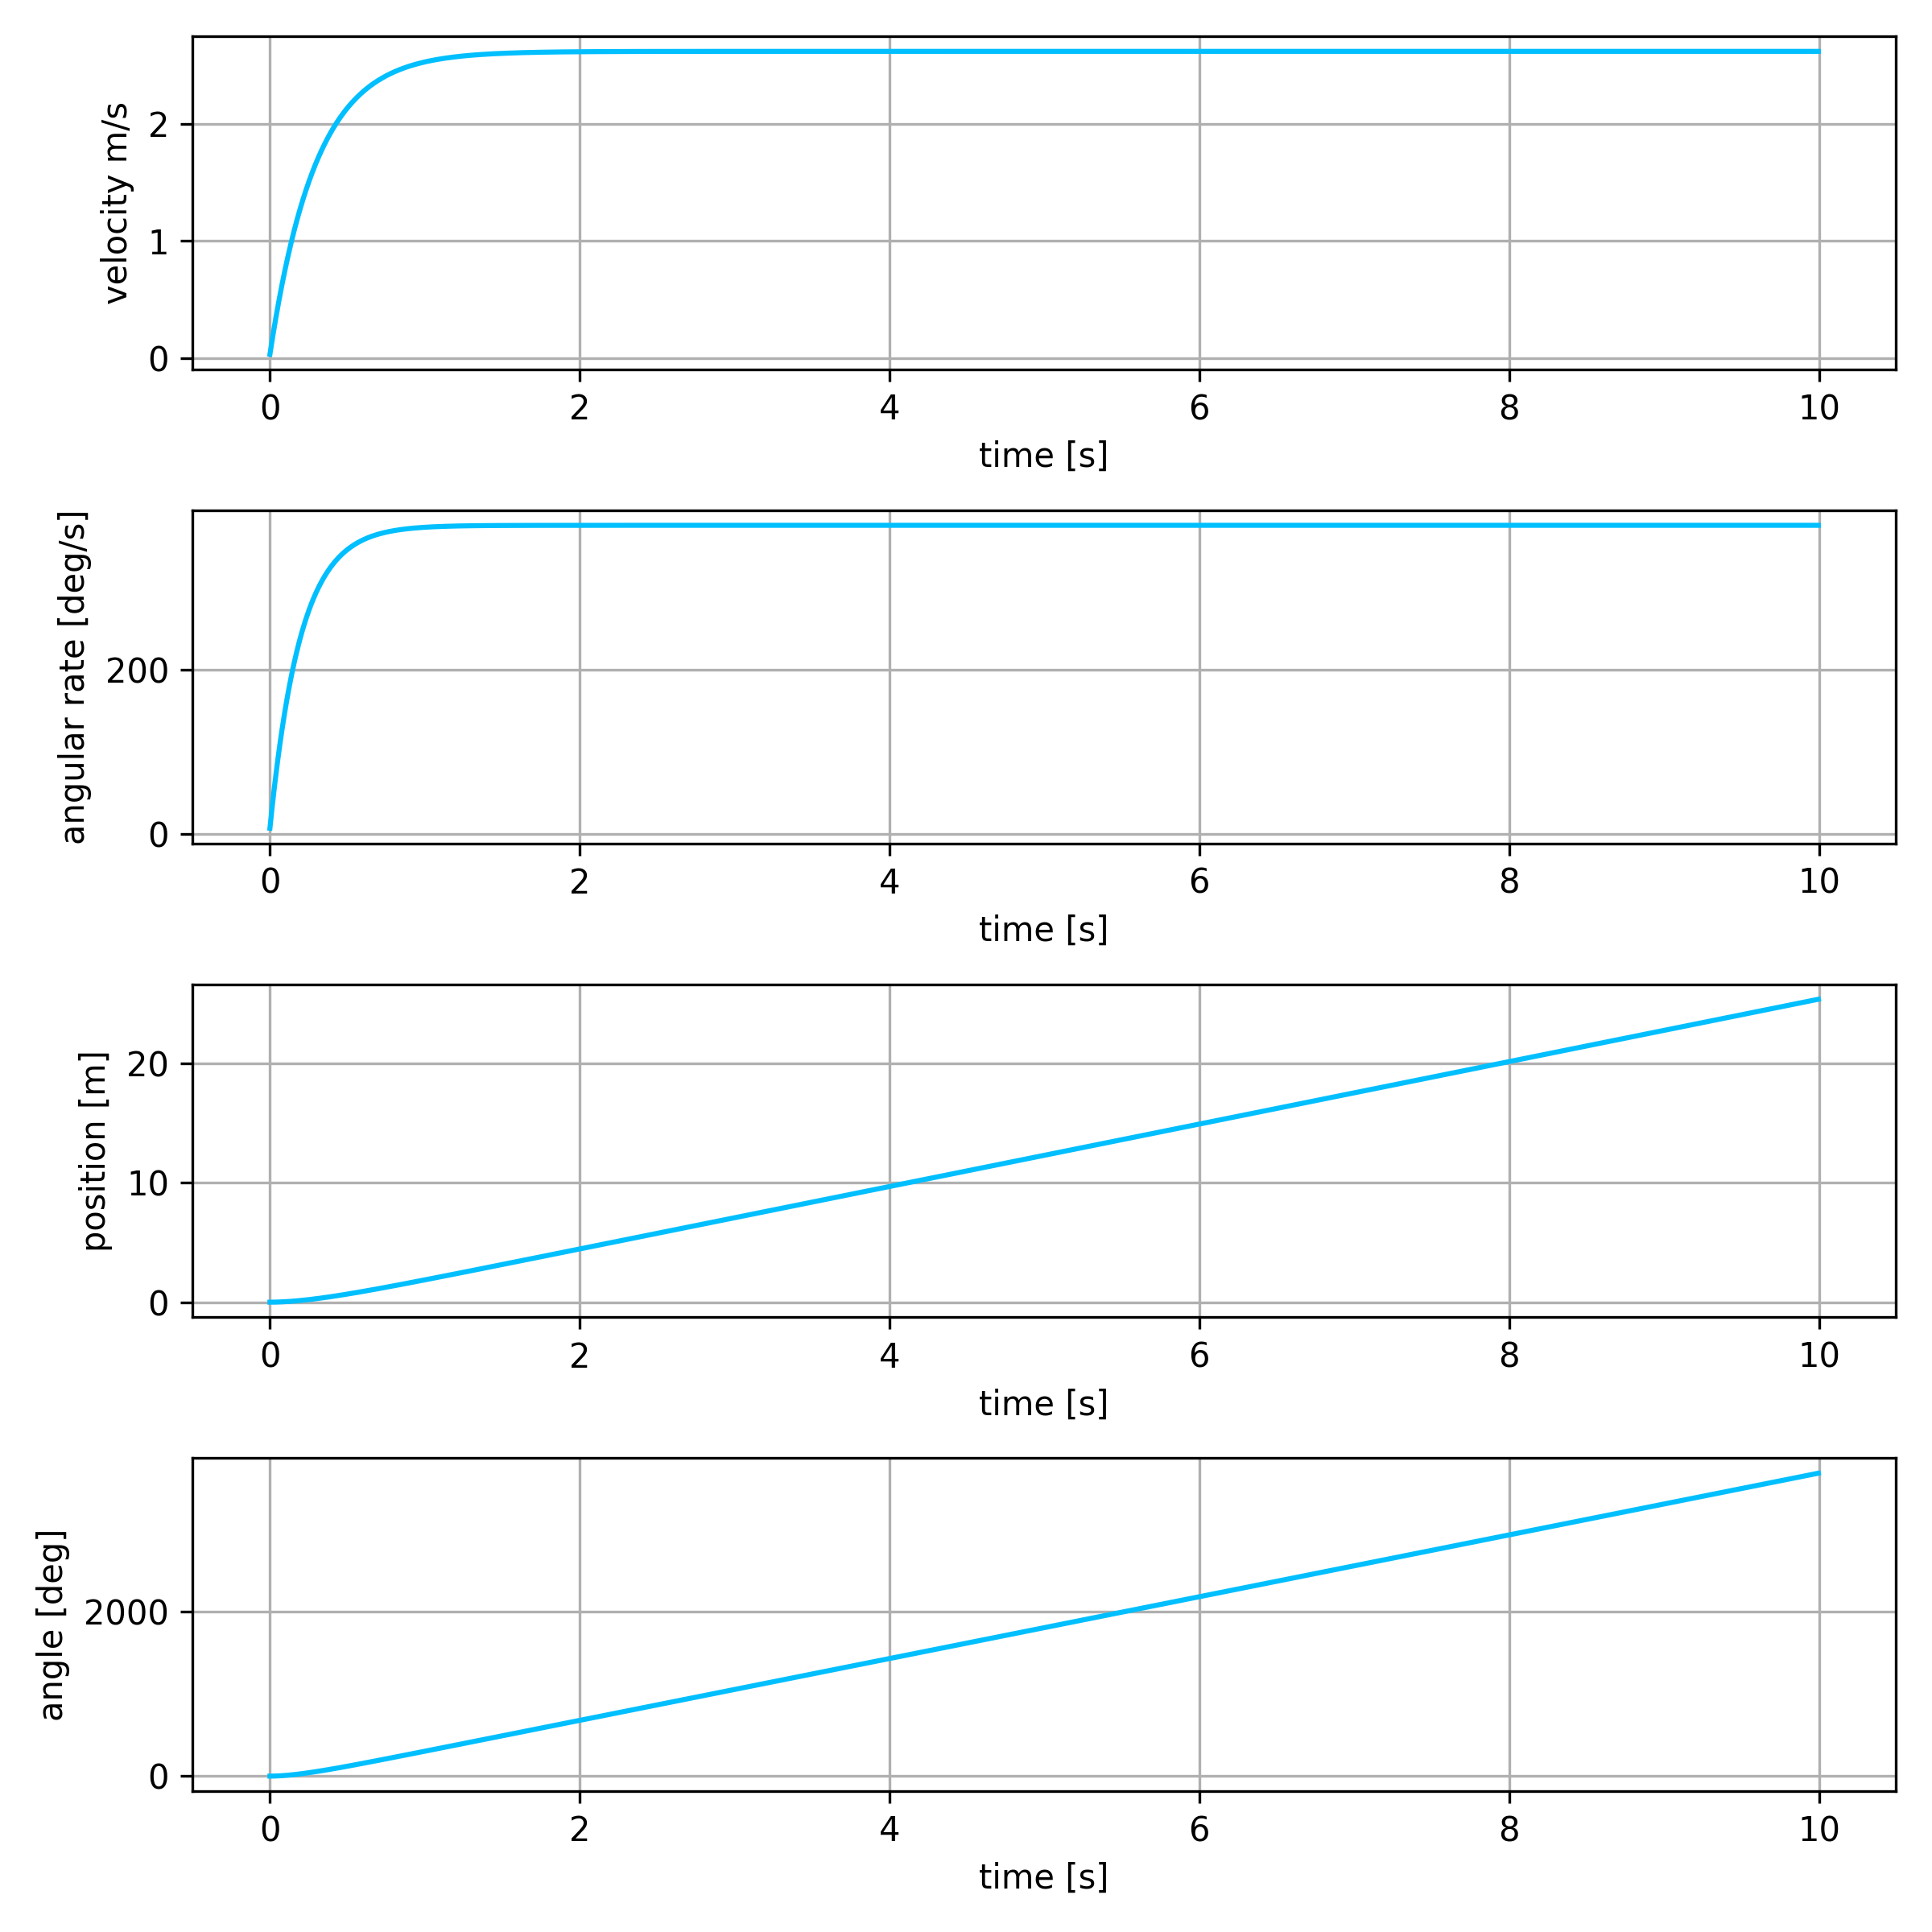 velocity m/s
2
1
0
0 2 4 6 8 10
time [s]
angular rate [deg/s]
200
0
0 2 4 6 8 10
time [s]
position [m]
20
10
0
0 2 4 6 8 10
time [s]
angle [deg]
2000
0
0 2 4 6 8 10
time [s]